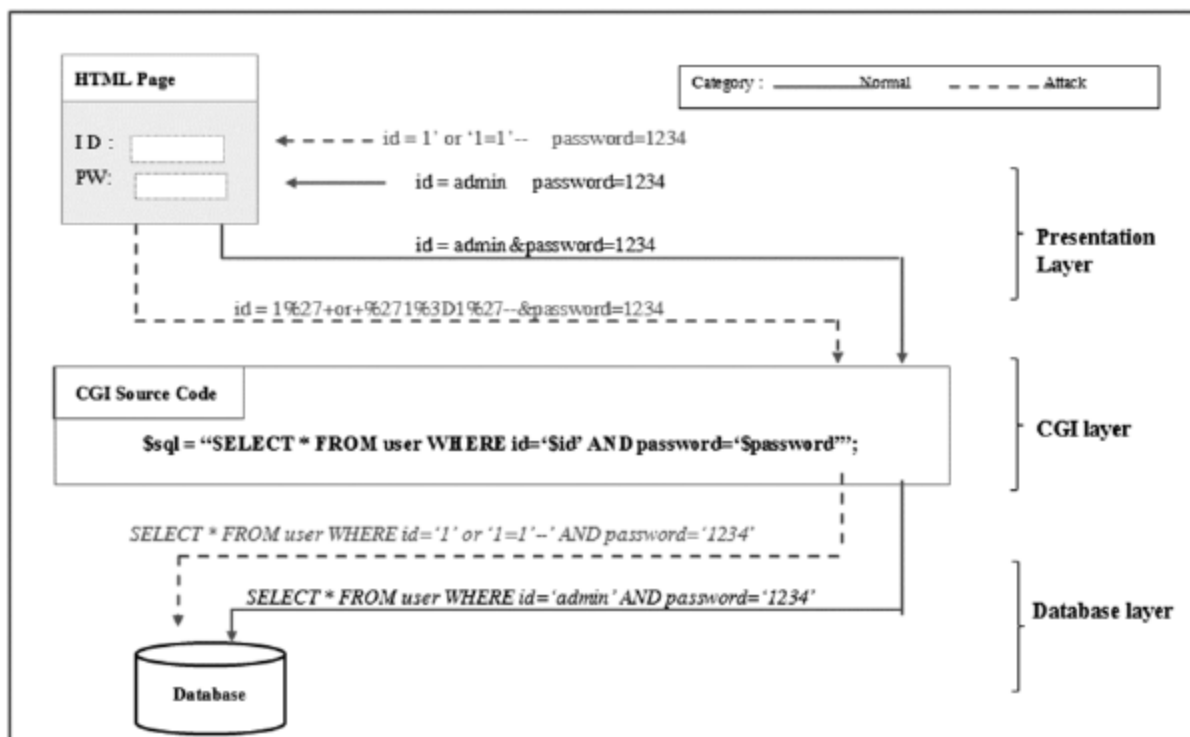 HTML Page
Category : Normal Attack
ID :
PW:
id = 1’ or ‘1=1’-- password=1234
id = admin password=1234
Presentation
Layer
id = admin&password=1234
id = 1%27+or+%271%3D1%27--&password=1234
CGI Source Code
$sql = “SELECT * FROM user WHERE id=‘$id’ AND password=‘$password’”;
CGI layer
SELECT * FROM user WHERE id=‘1’ or ‘1=1’--’ AND password=‘1234’
SELECT * FROM user WHERE id=‘admin’ AND password=‘1234’
Database layer
Database